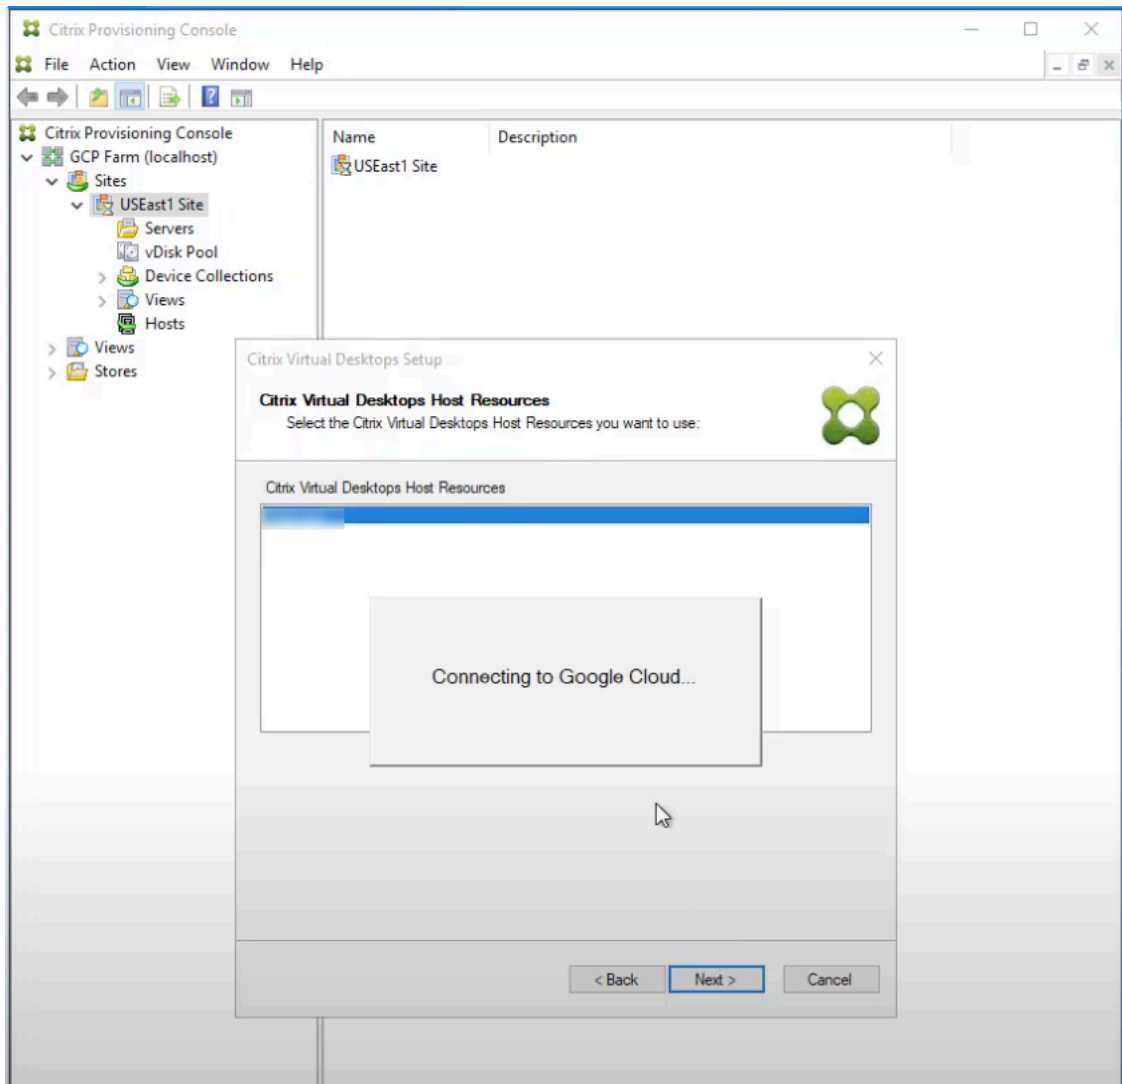 Citrix Provisioning Console
File Action View Window Help
Citrix Provisioning Console
GCP Farm (localhost)
Sites
USEast1 Site
Servers
vDisk Pool
Device Collections
Views
Hosts
Views
Stores
Name Description
USEast1 Site
Citrix Virtual Desktops Setup
Citrix Virtual Desktops Host Resources
Select the Citrix Virtual Desktops Host Resources you want to use:
Citrix Virtual Desktops Host Resources
Connecting to Google Cloud...
< Back Next > Cancel